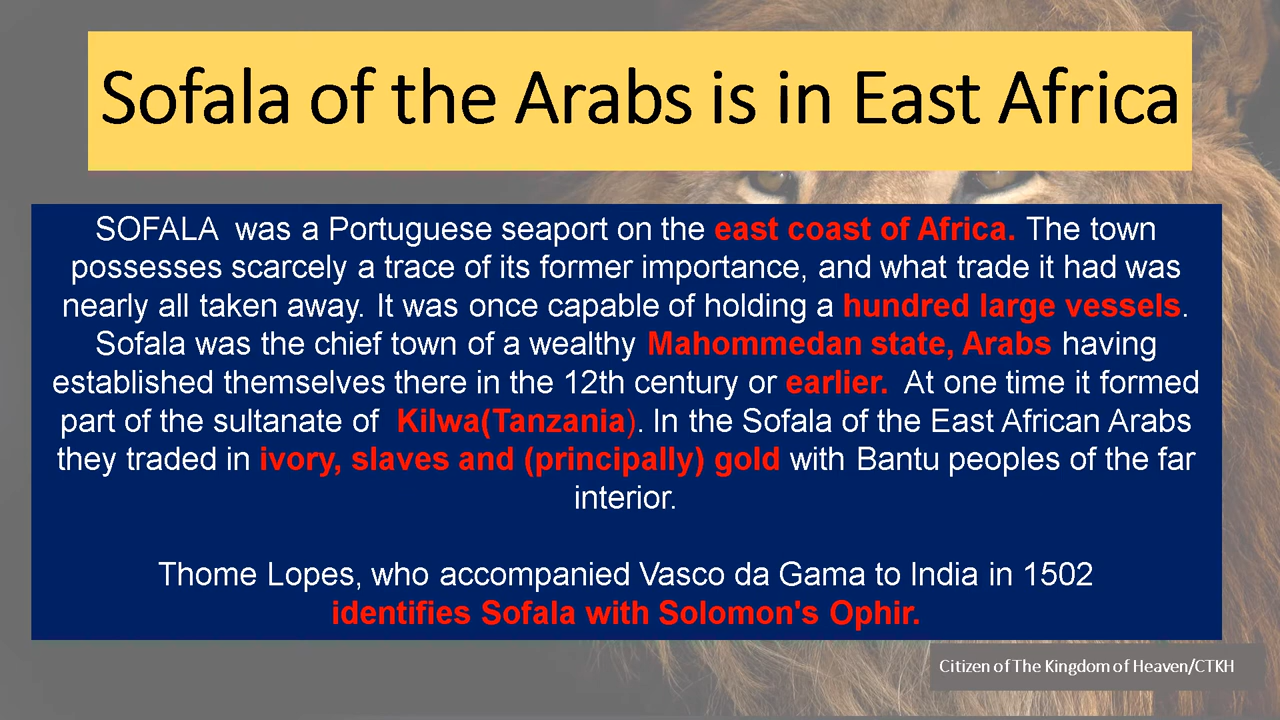 Sofala of the Arabs is in East Africa
SOFALA was a Portuguese seaport on the east coast of Africa. The town
possesses scarcely a trace of its former importance, and what trade it had was
nearly all taken away. It was once capable of holding a hundred large vessels.
Sofala was the chief town of a wealthy Mahommedan state, Arabs having
established themselves there in the 12th century or earlier. At one time it formed
part of the sultanate of Kilwa(Tanzania). In the Sofala of the East African Arabs
they traded in ivory, slaves and (principally) gold with Bantu peoples of the far
interior.
Thome Lopes, who accompanied Vasco da Gama to India in 1502
identifies Sofala with Solomon's Ophir.
Citizen of The Kingdom of Heaven/CTKH